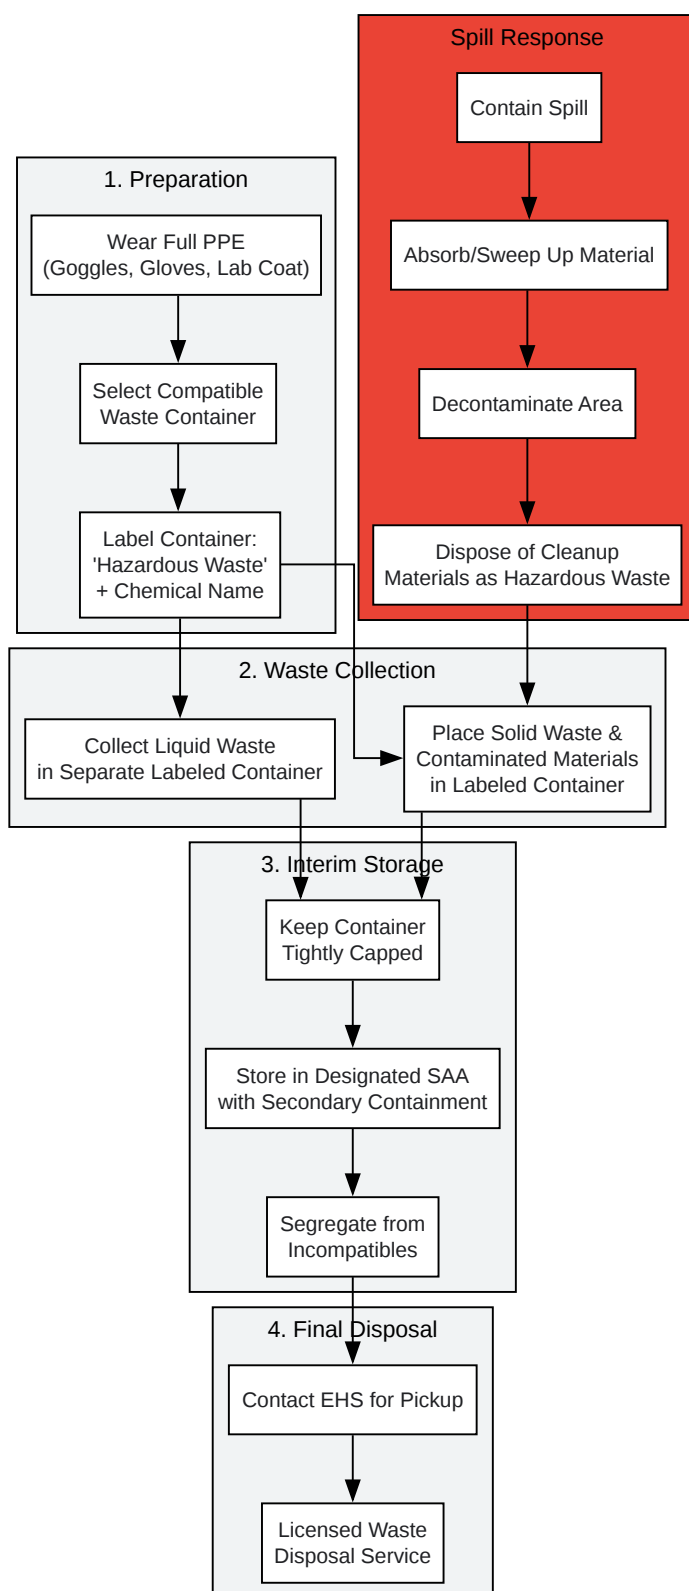 Spill Response
Contain Spill
Absorb/Sweep Up Material
Decontaminate Area
Dispose of Cleanup
Materials as Hazardous Waste
1. Preparation
Wear Full PPE
(Goggles, Gloves, Lab Coat)
Select Compatible
Waste Container
Label Container:
'Hazardous Waste'
+ Chemical Name
2. Waste Collection
Collect Liquid Waste
in Separate Labeled Container
Place Solid Waste &
Contaminated Materials
in Labeled Container
3. Interim Storage
Keep Container
Tightly Capped
Store in Designated SAA
with Secondary Containment
Segregate from
Incompatibles
4. Final Disposal
Contact EHS for Pickup
Licensed Waste
Disposal Service